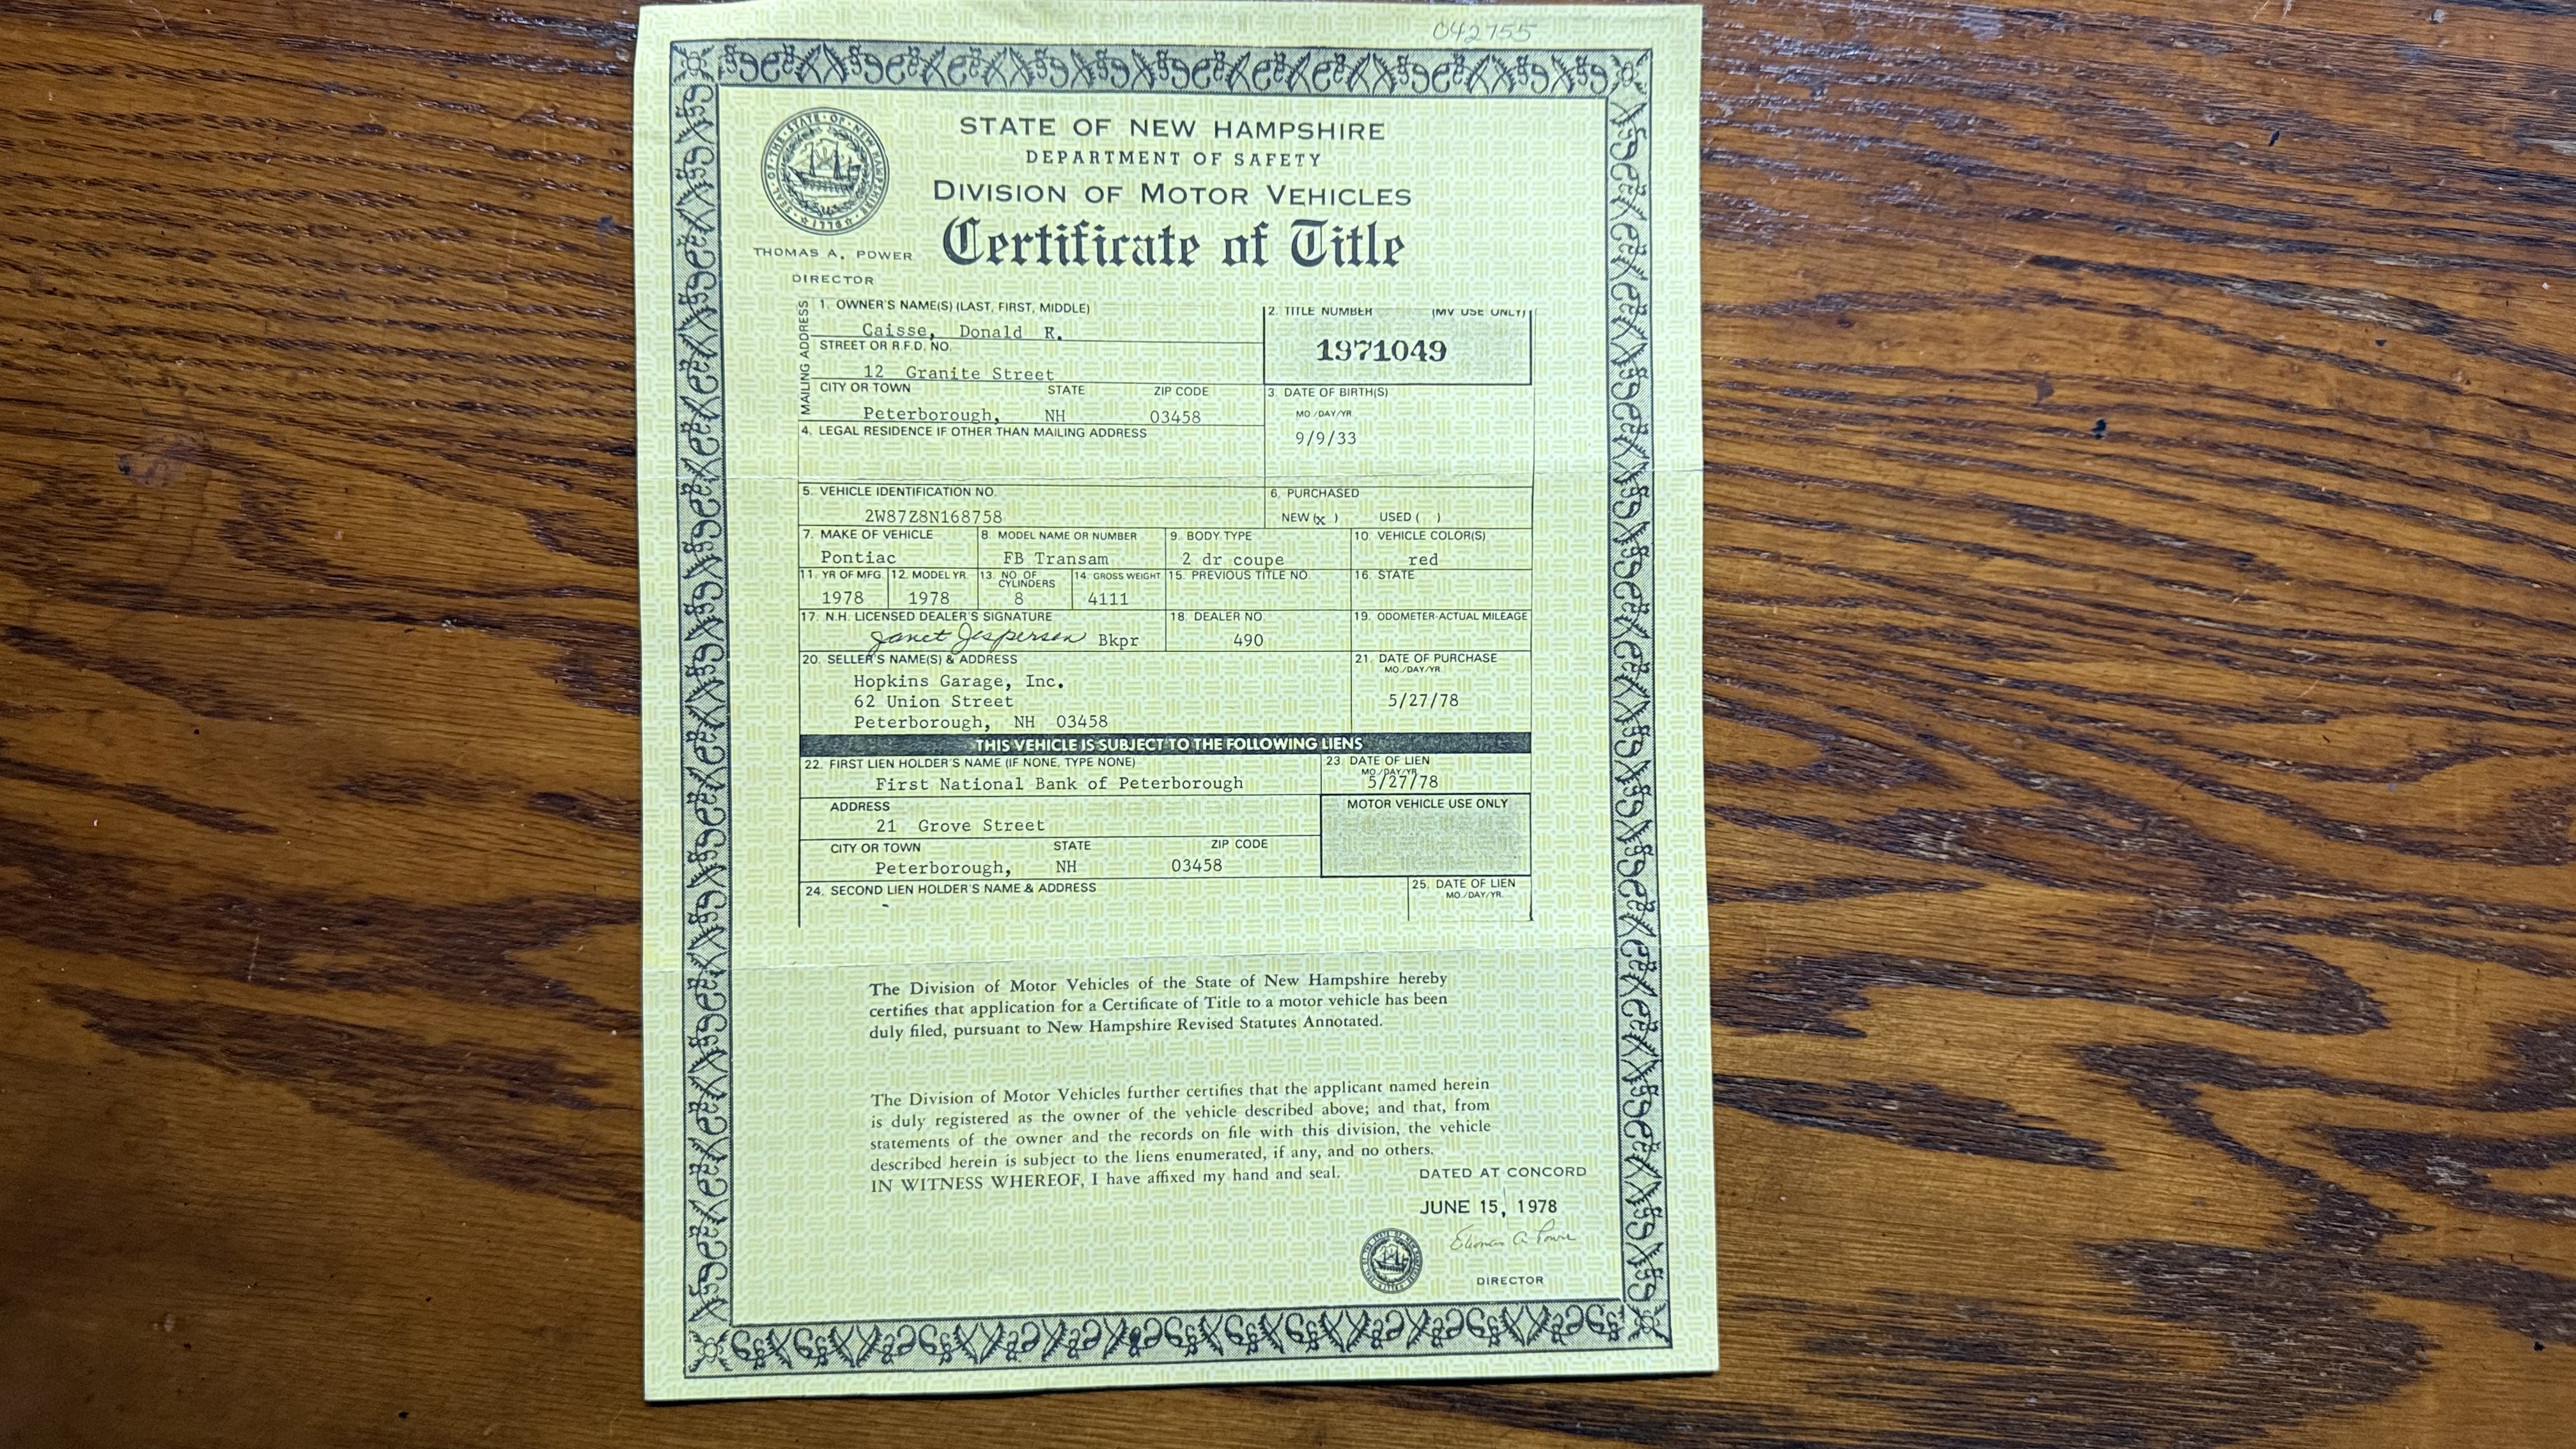 042755
SEAL OF THE STATE OF NEW HAMPSHIRE
STATE OF NEW HAMPSHIRE
DEPARTMENT OF SAFETY
DIVISION OF MOTOR VEHICLES
Certificate of Title
THOMAS A. POWER
DIRECTOR
MAILING ADDRESS
1. OWNER'S NAME(S) (LAST, FIRST, MIDDLE)
Caisse, Donald R.
2. TITLE NUMBER (MV USE ONLY)
1971049
STREET OR R.F.D. NO.
12 Granite Street
CITY OR TOWN STATE ZIP CODE
Peterborough, NH 03458
3. DATE OF BIRTH(S)
MO./DAY/YR.
9/9/33
4. LEGAL RESIDENCE IF OTHER THAN MAILING ADDRESS
5. VEHICLE IDENTIFICATION NO.
2W87Z8N168758
6. PURCHASED
NEW (x ) USED ( )
7. MAKE OF VEHICLE 8. MODEL NAME OR NUMBER 9. BODY TYPE 10. VEHICLE COLOR(S)
Pontiac FB Transam 2 dr coupe red
11. YR OF MFG. 12. MODEL YR. 13. NO. OF CYLINDERS 14. GROSS WEIGHT 15. PREVIOUS TITLE NO. 16. STATE
1978 1978 8 4111
17. N.H. LICENSED DEALER'S SIGNATURE 18. DEALER NO. 19. ODOMETER-ACTUAL MILEAGE
Janet Jespersen Bkpr 490
20. SELLER'S NAME(S) & ADDRESS
Hopkins Garage, Inc.
62 Union Street
Peterborough, NH 03458
21. DATE OF PURCHASE
MO./DAY/YR.
5/27/78
THIS VEHICLE IS SUBJECT TO THE FOLLOWING LIENS
22. FIRST LIEN HOLDER'S NAME (IF NONE, TYPE NONE)
First National Bank of Peterborough
23. DATE OF LIEN
MO./DAY/YR.
5/27/78
ADDRESS
21 Grove Street
MOTOR VEHICLE USE ONLY
CITY OR TOWN STATE ZIP CODE
Peterborough, NH 03458
24. SECOND LIEN HOLDER'S NAME & ADDRESS
25. DATE OF LIEN
MO./DAY/YR.
The Division of Motor Vehicles of the State of New Hampshire hereby
certifies that application for a Certificate of Title to a motor vehicle has been
duly filed, pursuant to New Hampshire Revised Statutes Annotated.
The Division of Motor Vehicles further certifies that the applicant named herein
is duly registered as the owner of the vehicle described above; and that, from
statements of the owner and the records on file with this division, the vehicle
described herein is subject to the liens enumerated, if any, and no others.
IN WITNESS WHEREOF, I have affixed my hand and seal.
DATED AT CONCORD
JUNE 15, 1978
Thomas A. Power
DIRECTOR